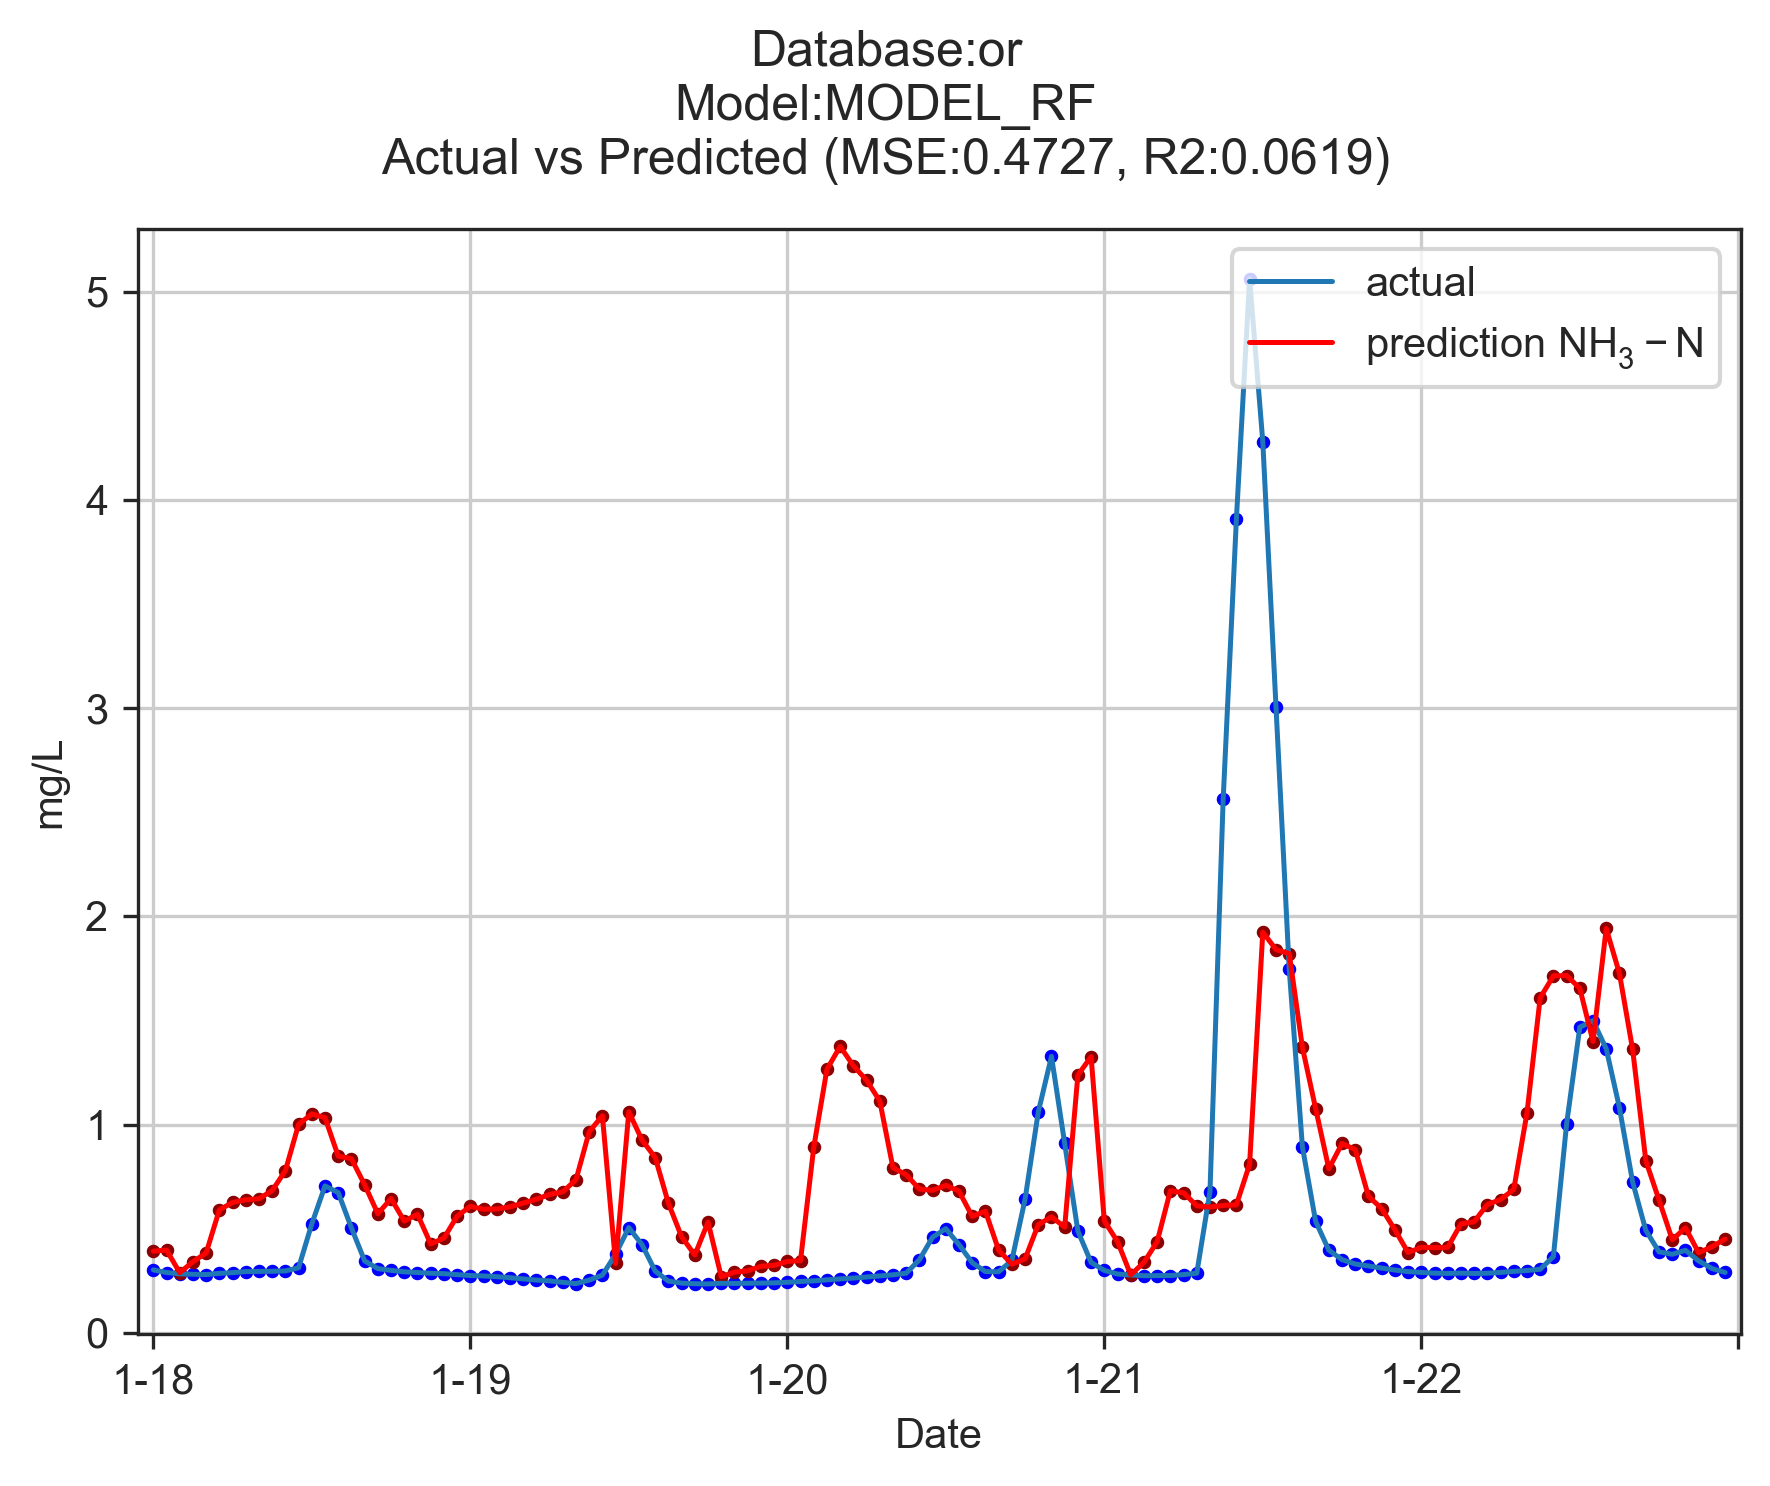 Database:or
Model:MODEL_RF
Actual vs Predicted (MSE:0.4727, R2:0.0619)
actual
prediction NH₃ − N
5
4
3
2
1
0
mg/L
1-18 1-19 1-20 1-21 1-22
Date